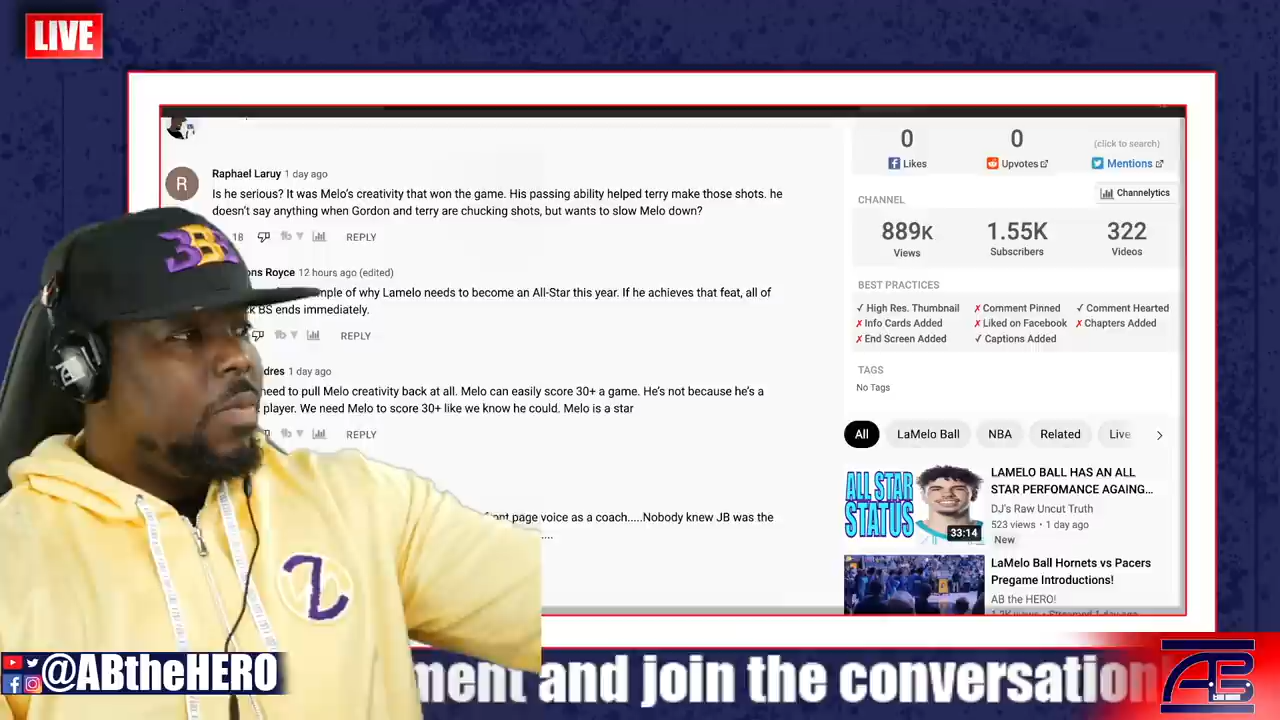 LIVE
0
0
(click to search)
Likes
Upvotes
Mentions
Raphael Laruy 1 day ago
Is he serious? It was Melo's creativity that won the game. His passing ability helped terry make those shots. he
doesn't say anything when Gordon and terry are chucking shots, but wants to slow Melo down?
18
REPLY
CHANNEL
Channelytics
889K
1.55K
322
Views
Subscribers
Videos
Royce 12 hours ago (edited)
of why Lamelo needs to become an All-Star this year. If he achieves that feat, all of
BS ends immediately.
REPLY
BEST PRACTICES
✓ High Res. Thumbnail
✗ Comment Pinned
✓ Comment Hearted
✗ Info Cards Added
✗ Liked on Facebook
✗ Chapters Added
✗ End Screen Added
✓ Captions Added
TAGS
No Tags
1 day ago
to pull Melo creativity back at all. Melo can easily score 30+ a game. He's not because he's a
player. We need Melo to score 30+ like we know he could. Melo is a star
REPLY
All
LaMelo Ball
NBA
Related
Live
ALL STAR
STATUS
33:14
LAMELO BALL HAS AN ALL
STAR PERFOMANCE AGAING...
DJ's Raw Uncut Truth
523 views • 1 day ago
New
page voice as a coach.....Nobody knew JB was the
....
LaMelo Ball Hornets vs Pacers
Pregame Introductions!
AB the HERO!
1.2K views • Streamed 1 day ago
@ABtheHERO
and join the conversation
AB